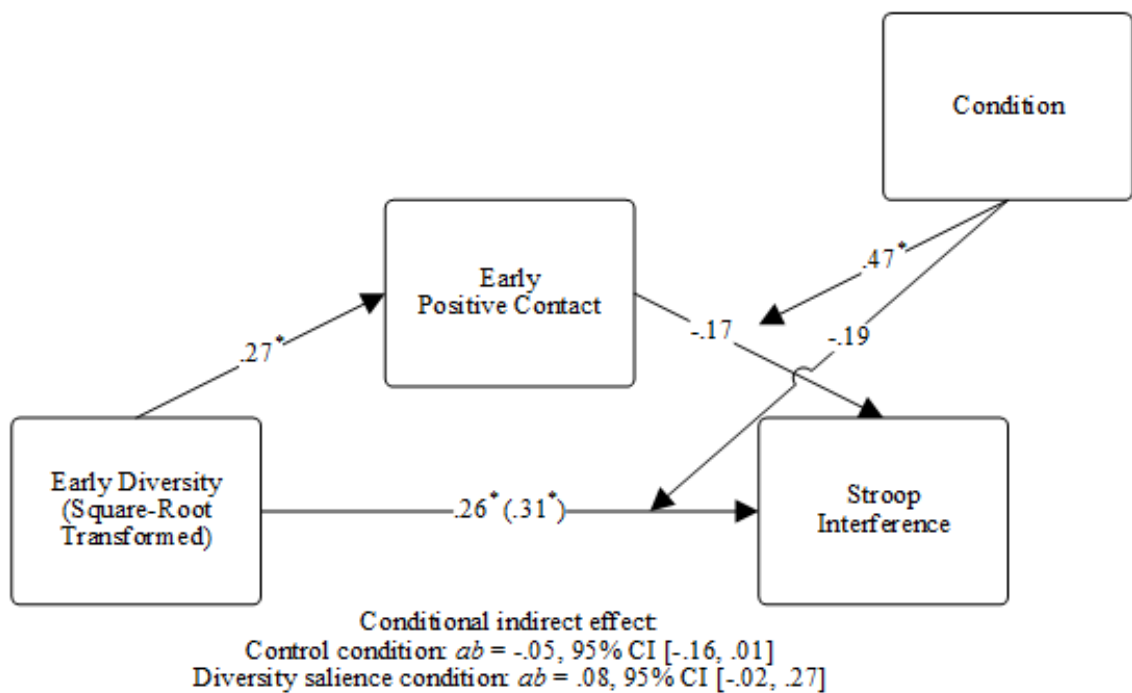 Condition
.47*
Early
Positive Contact
-.17
-.19
.27*
Early Diversity
(Square-Root
Transformed)
.26* (.31*)
Stroop
Interference
Conditional indirect effect:
Control condition: ab = -.05, 95% CI [-.16, .01]
Diversity salience condition: ab = .08, 95% CI [-.02, .27]